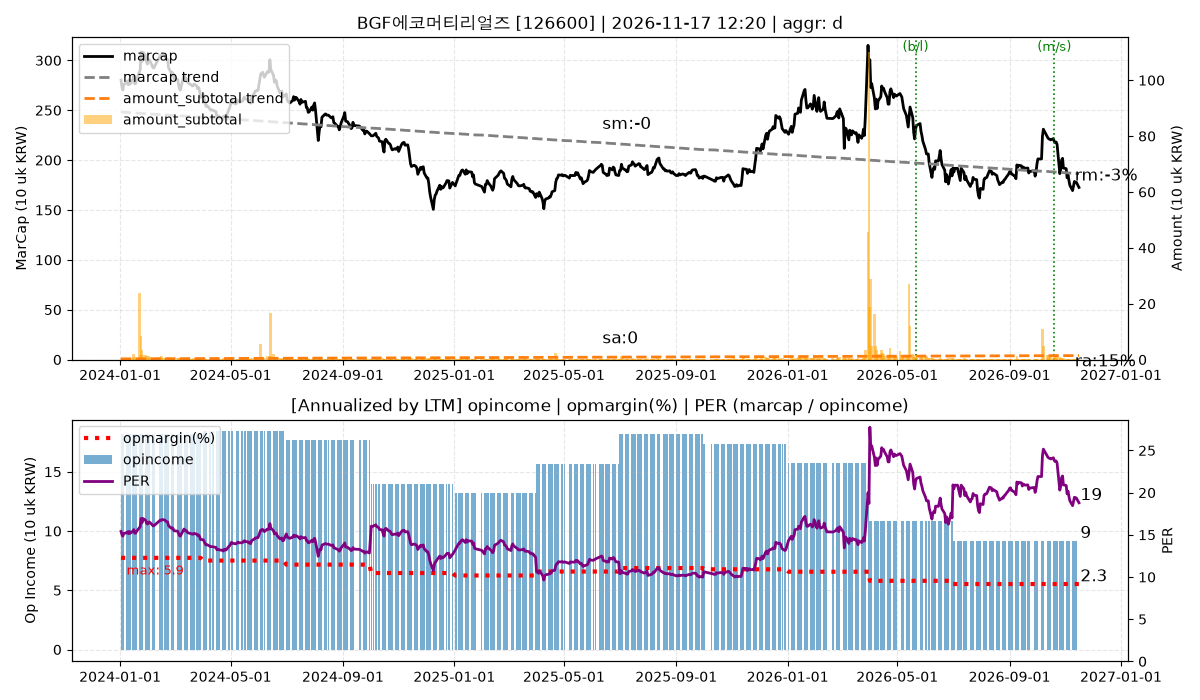 BGF에코머티리얼즈 [126600] | 2026-11-17 12:20 | aggr: d
marcap
marcap trend
amount_subtotal trend
amount_subtotal
(b/l)
(m/s)
sm:-0
rm:-3%
sa:0
ra:15%
MarCap (10 uk KRW)
300
250
200
150
100
50
0
Amount (10 uk KRW)
100
80
60
40
20
0
2024-01-01 2024-05-01 2024-09-01 2025-01-01 2025-05-01 2025-09-01 2026-01-01 2026-05-01 2026-09-01 2027-01-01
[Annualized by LTM] opincome | opmargin(%) | PER (marcap / opincome)
opmargin(%)
opincome
PER
max: 5.9
19
9
2.3
Op Income (10 uk KRW)
15
10
5
0
PER
25
20
15
10
5
0
2024-01-01 2024-05-01 2024-09-01 2025-01-01 2025-05-01 2025-09-01 2026-01-01 2026-05-01 2026-09-01 2027-01-01